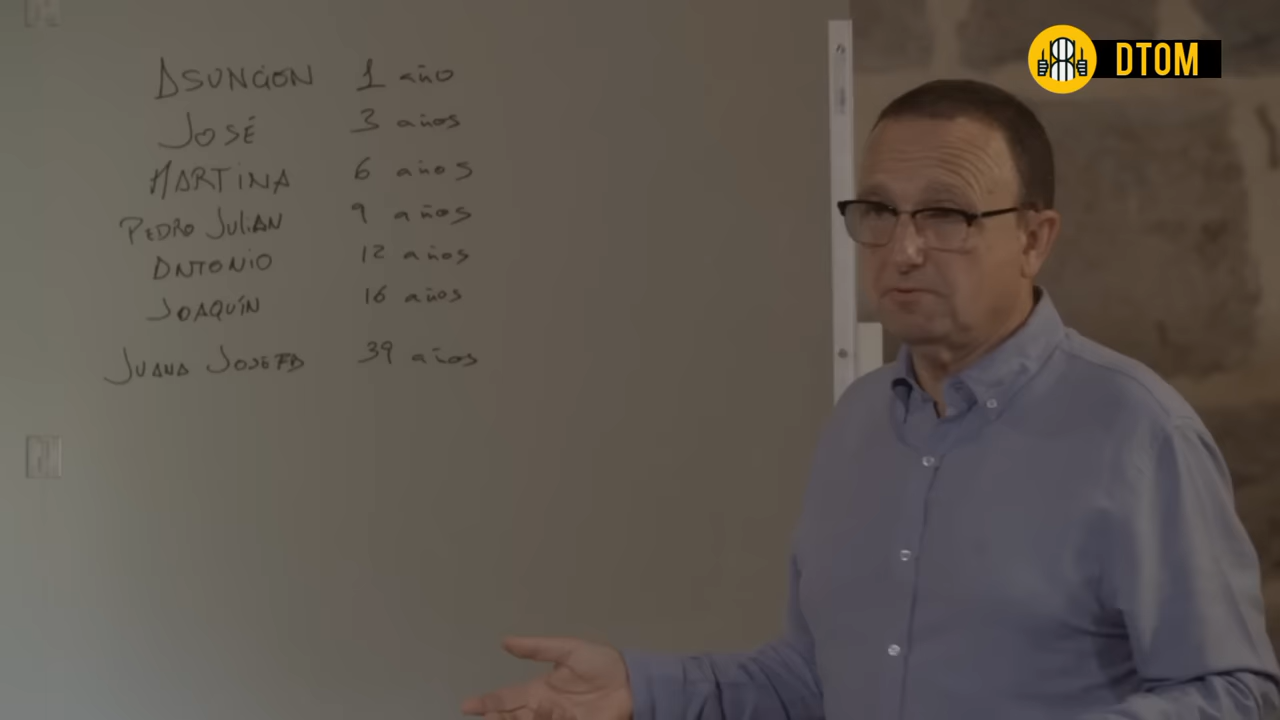 DTOM
ASUNCION 1 año
JOSÉ 3 años
MARTINA 6 años
PEDRO JULIAN 9 años
ANTONIO 12 años
JOAQUÍN 16 años
JUANA JOSEFA 39 años